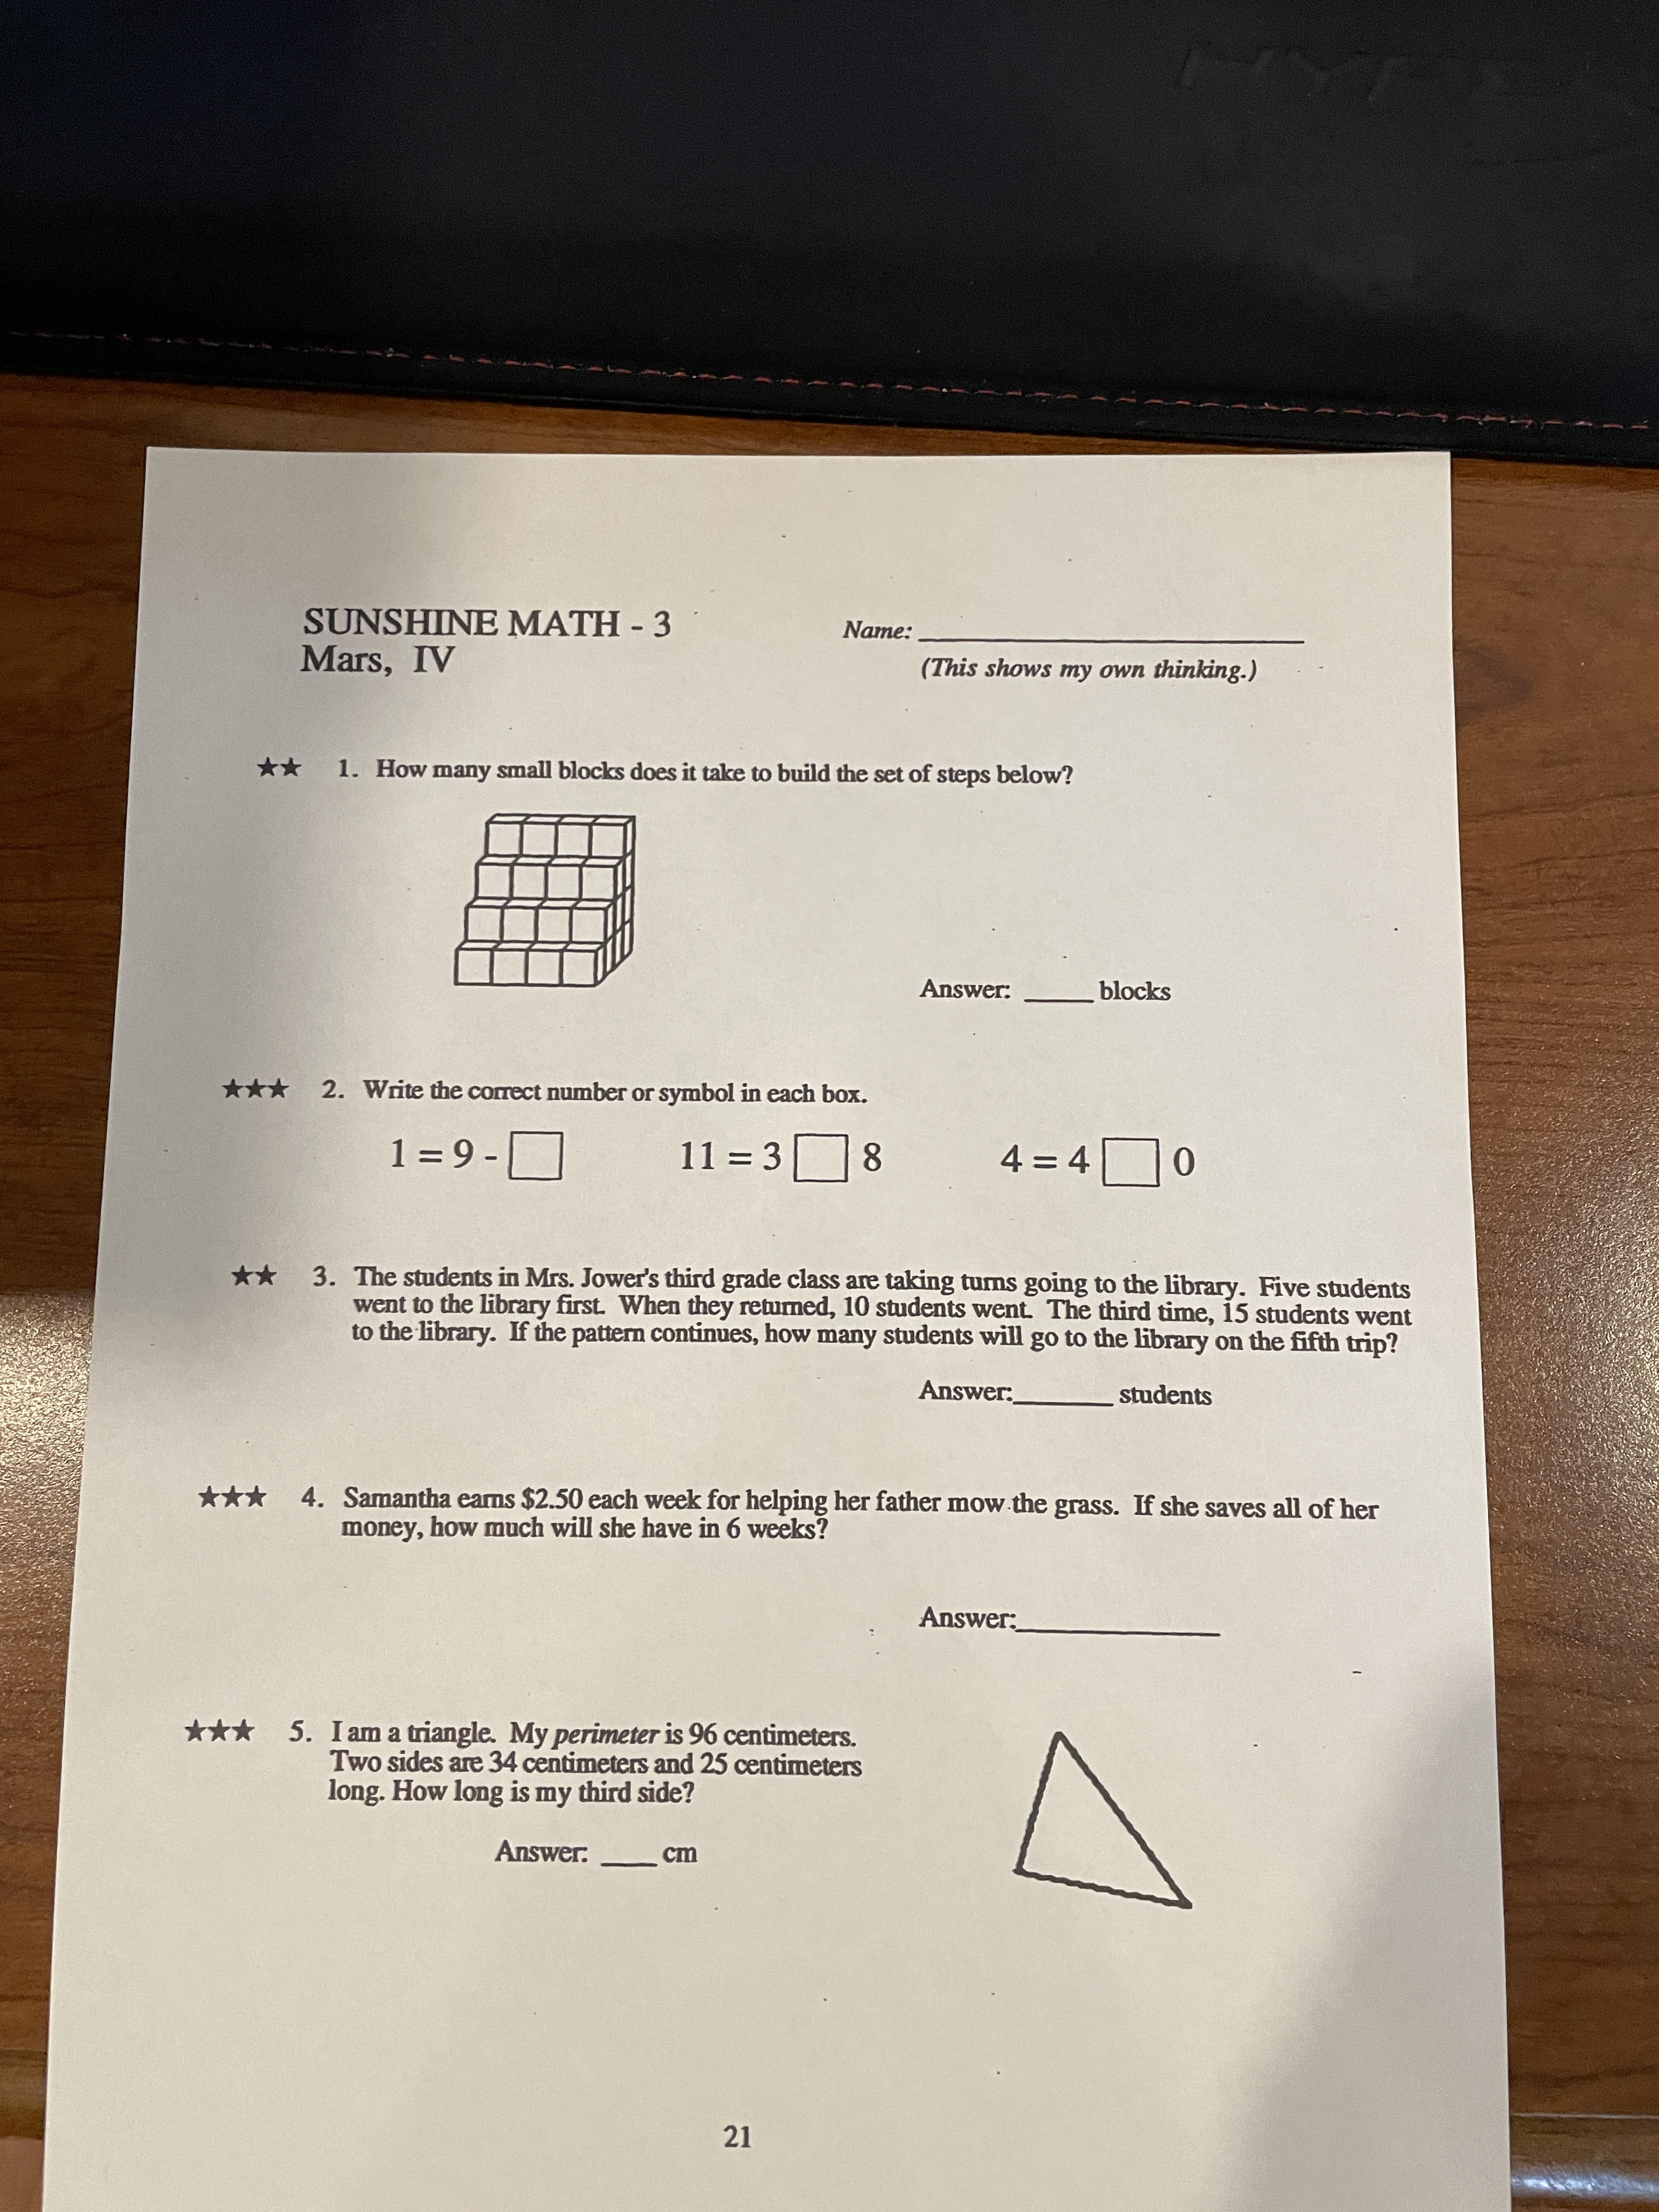 SUNSHINE MATH - 3
Mars, IV
Name:
(This shows my own thinking.)
★★ 1. How many small blocks does it take to build the set of steps below?
Answer: _____ blocks
★★★ 2. Write the correct number or symbol in each box.
1 = 9 - □ 11 = 3 □ 8 4 = 4 □ 0
★★ 3. The students in Mrs. Jower's third grade class are taking turns going to the library. Five students
went to the library first. When they returned, 10 students went. The third time, 15 students went
to the library. If the pattern continues, how many students will go to the library on the fifth trip?
Answer:_______ students
★★★ 4. Samantha earns $2.50 each week for helping her father mow the grass. If she saves all of her
money, how much will she have in 6 weeks?
Answer:______________
★★★ 5. I am a triangle. My perimeter is 96 centimeters.
Two sides are 34 centimeters and 25 centimeters
long. How long is my third side?
Answer: ____ cm
21